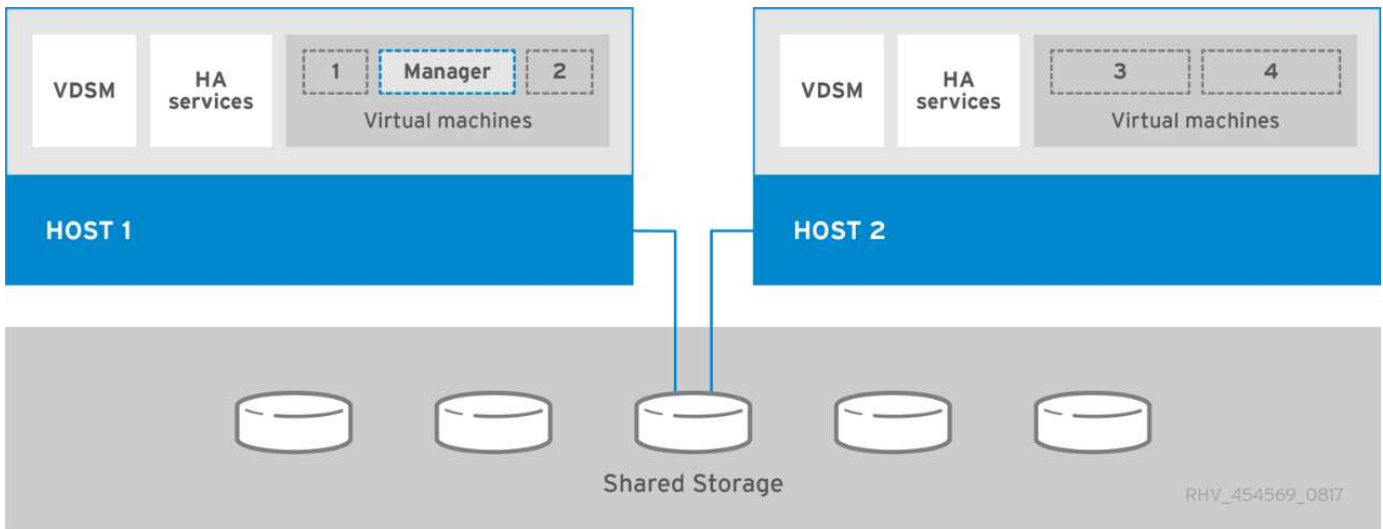 VDSM
HA
services
1
Manager
2
Virtual machines
HOST 1
VDSM
HA
services
3
4
Virtual machines
HOST 2
Shared Storage
RHV_454569_0817